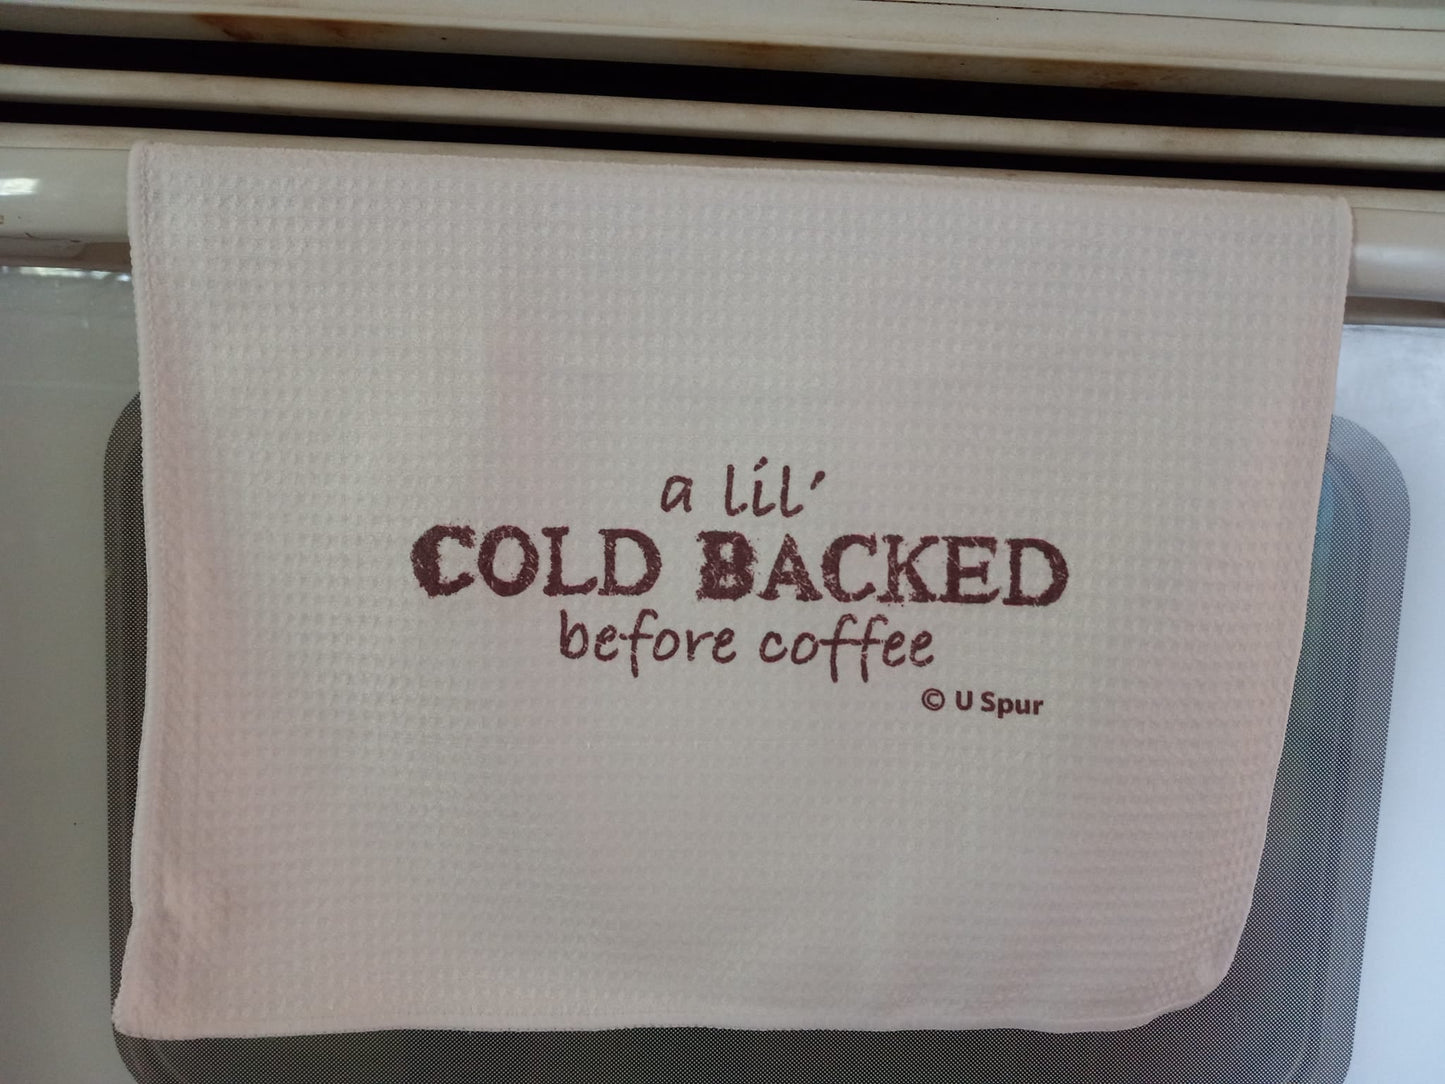 a lil'
COLD BACKED
before coffee
© U Spur